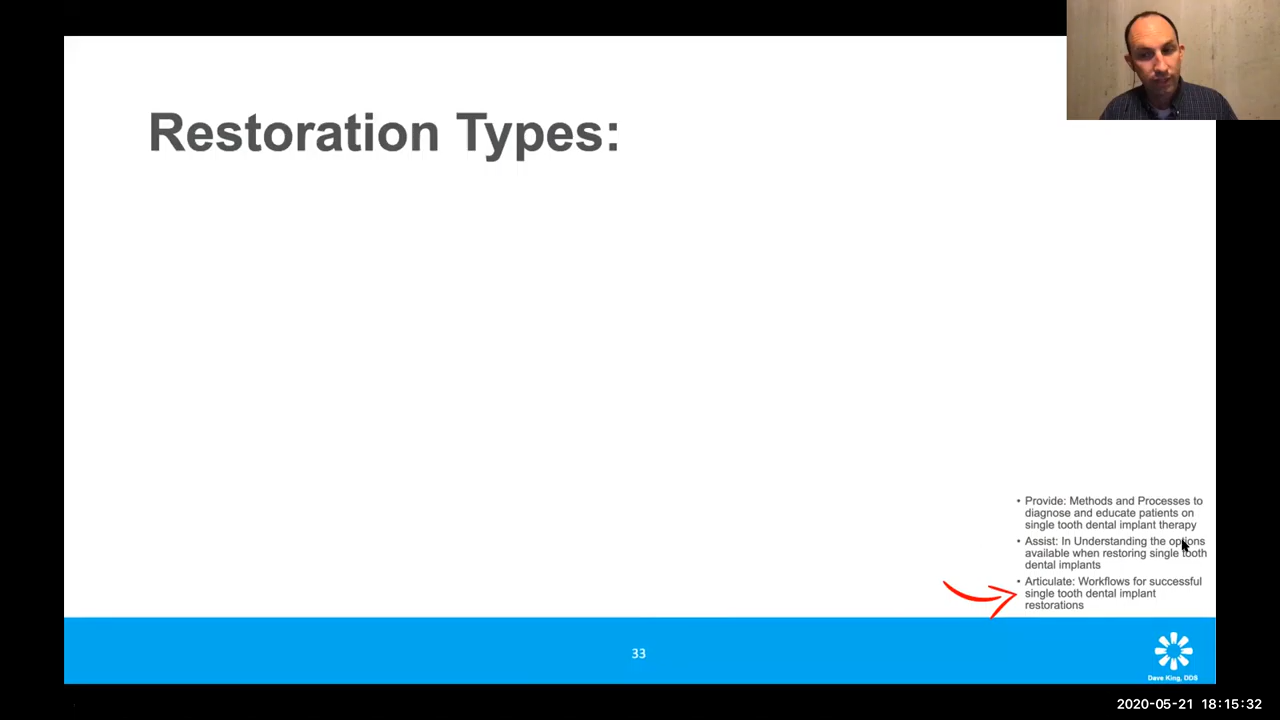 Restoration Types:
• Provide: Methods and Processes to
diagnose and educate patients on
single tooth dental implant therapy
• Assist: In Understanding the options
available when restoring single tooth
dental implants
• Articulate: Workflows for successful
single tooth dental implant
restorations
33
Dave King, DDS
2020-05-21 18:15:32